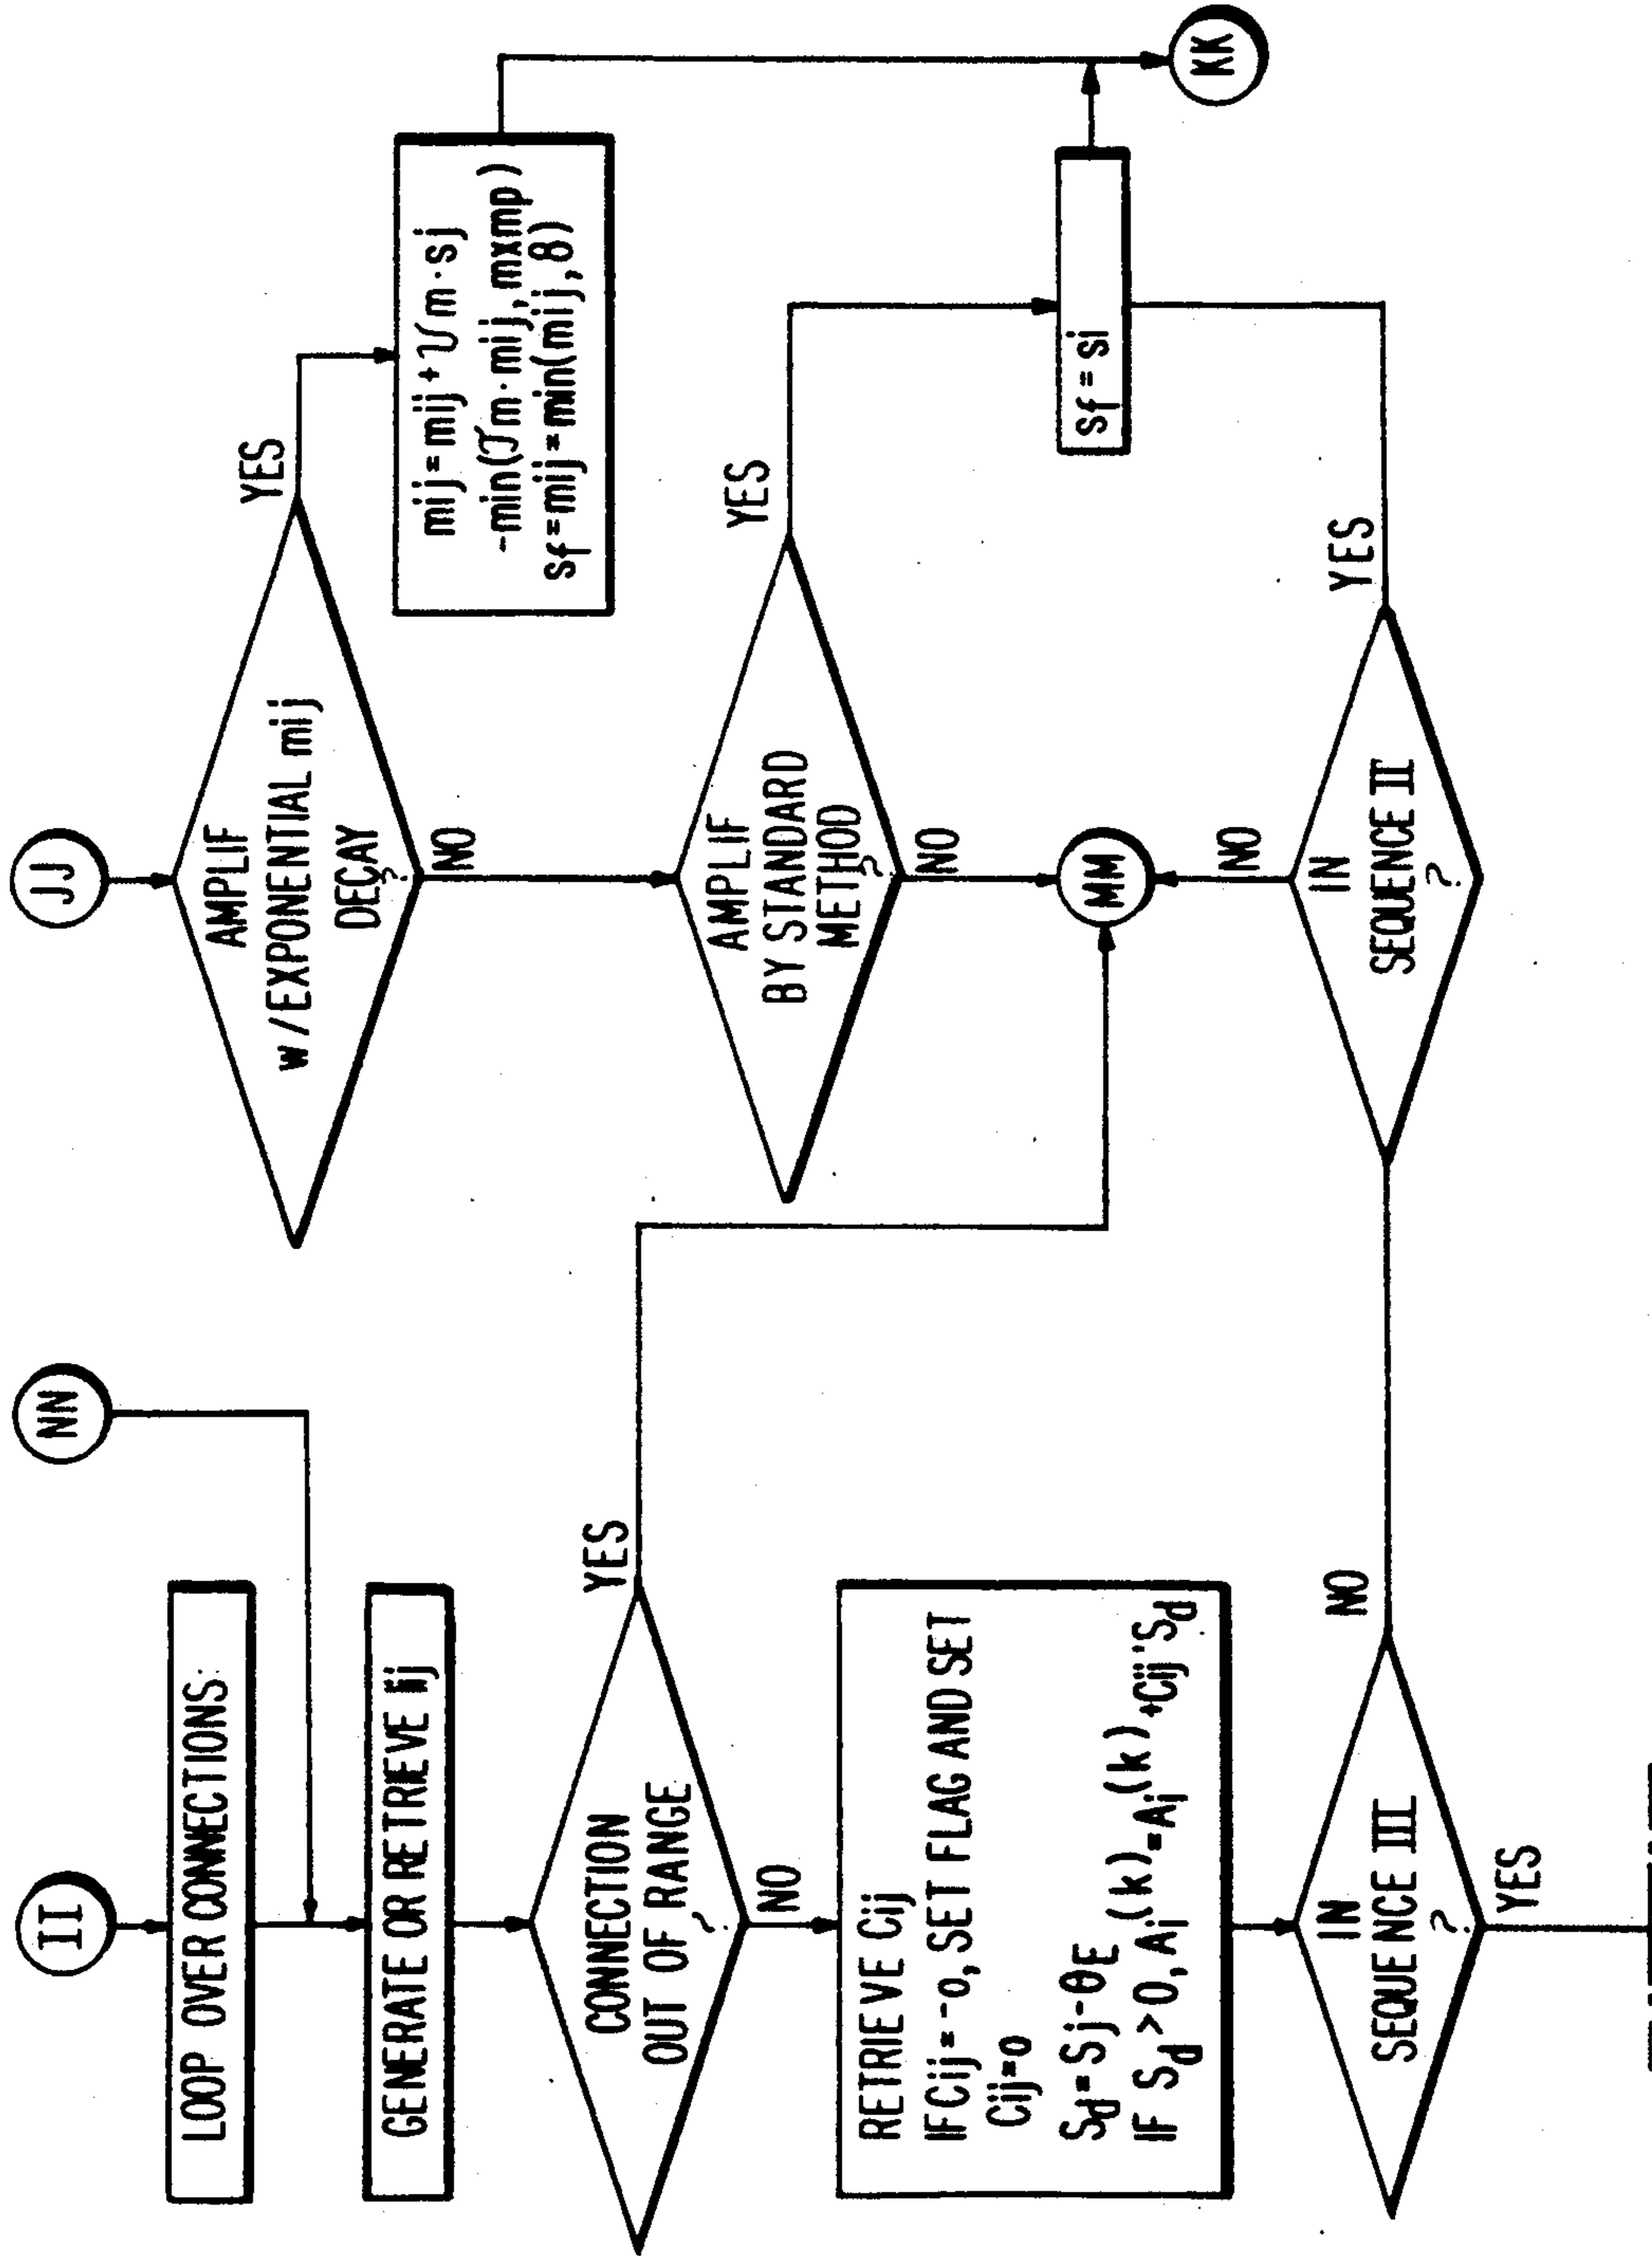 II
LOOP OVER CONNECTIONS:
NN
GENERATE OR RETRIEVE lij
CONNECTION
OUT OF RANGE
?
YES
NO
RETRIEVE Cij
IF Cij = -0, SET FLAG AND SET
Cij=0
Sd = Sj - θE
IF Sd > 0, Ai(k) = Ai(k) + Cij·Sd
IN
SEQUENCE III
?
NO
YES
JJ
AMPLIF
w/EXPONENTIAL mij
DECAY
?
YES
NO
mij = mij + νm·sj
-min(Tm·mij, mxmp)
sf = mij = min(mij, 8)
AMPLIF
BY STANDARD
METHOD
?
YES
NO
sf = si
KK
MM
NO
IN
SEQUENCE II
?
YES